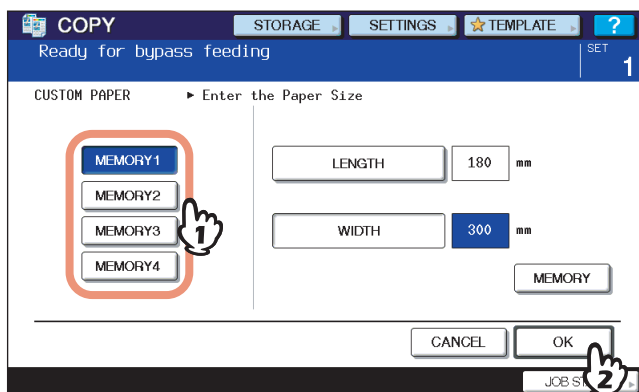 COPY STORAGE SETTINGS TEMPLATE ?
Ready for bypass feeding SET 1
CUSTOM PAPER ► Enter the Paper Size
MEMORY1 LENGTH 180 mm
MEMORY2
MEMORY3 1 WIDTH 300 mm
MEMORY4
MEMORY
CANCEL OK
JOB 2